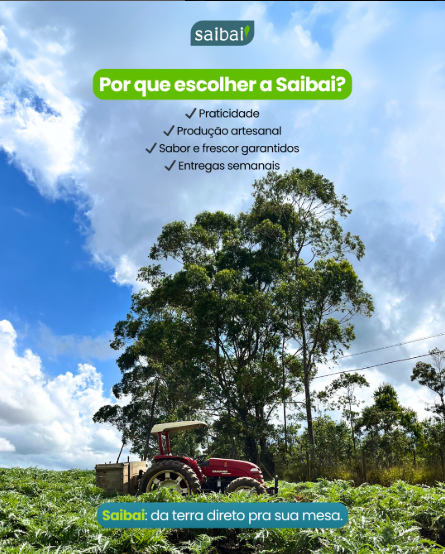 saibai
Por que escolher a Saibai?
✓ Praticidade
✓ Produção artesanal
✓ Sabor e frescor garantidos
✓ Entregas semanais
Saibai: da terra direto pra sua mesa.